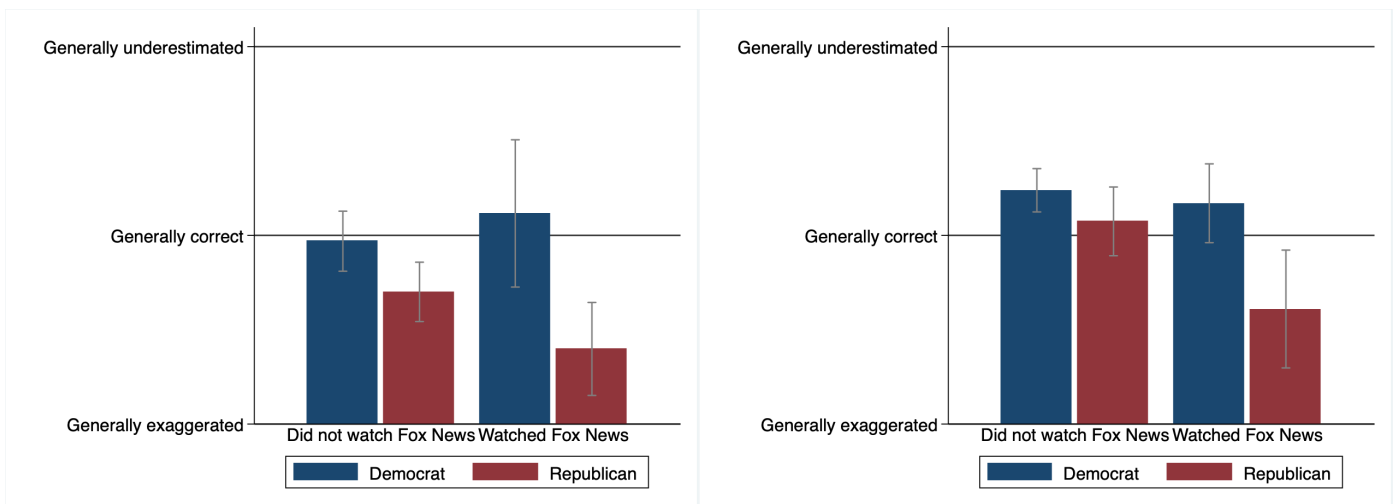 Generally underestimated
Generally correct
Generally exaggerated
Did not watch Fox News Watched Fox News
Democrat Republican
Generally underestimated
Generally correct
Generally exaggerated
Did not watch Fox News Watched Fox News
Democrat Republican